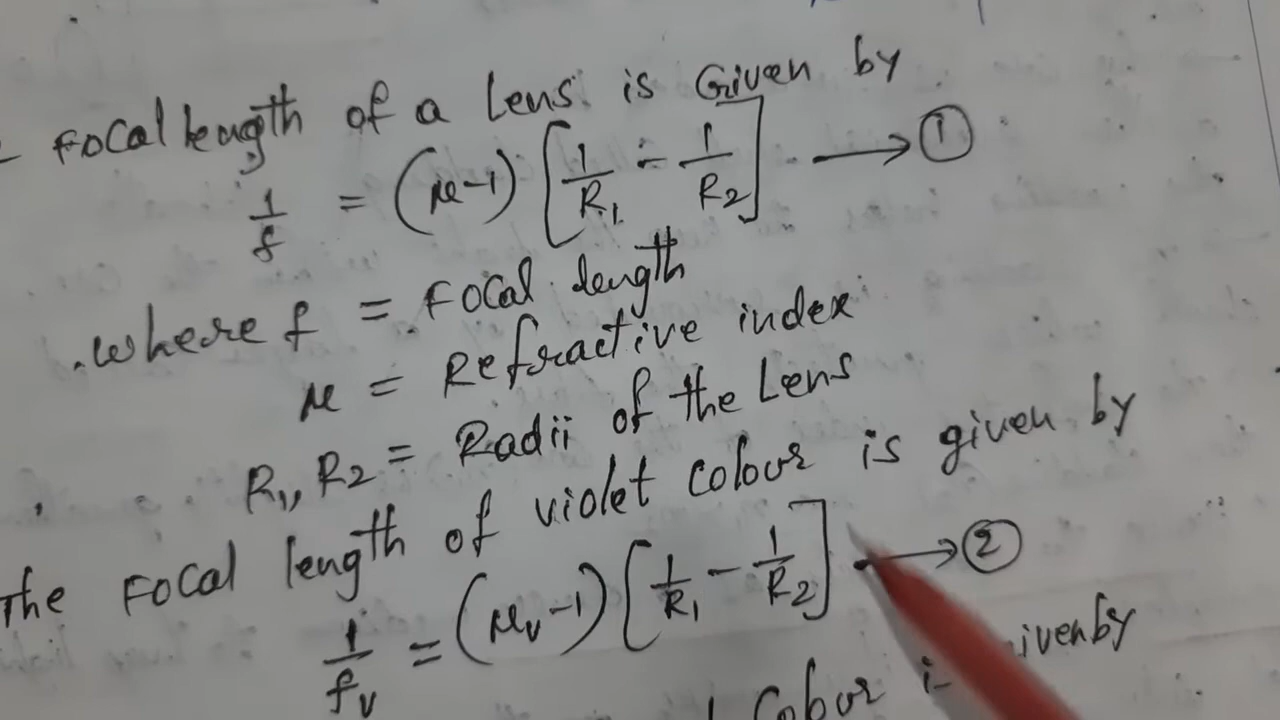 Focal length of a Lens. is Given by
1/f = (μ-1) [1/R1 - 1/R2] → ①
where f = Focal length
μ = Refractive index
R1, R2 = Radii of the Lens
The Focal length of violet Colour is given by
1/fv = (μv-1) [1/R1 - 1/R2] → ②
Colour